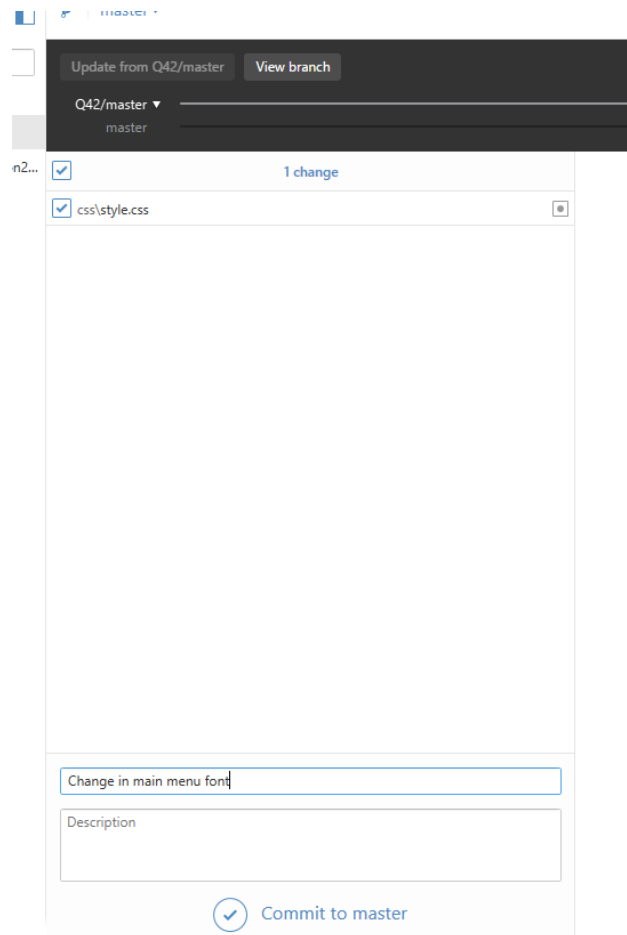 master
Update from Q42/master View branch
Q42/master ▾
master
n2...
1 change
css\style.css
Change in main menu font
Description
Commit to master